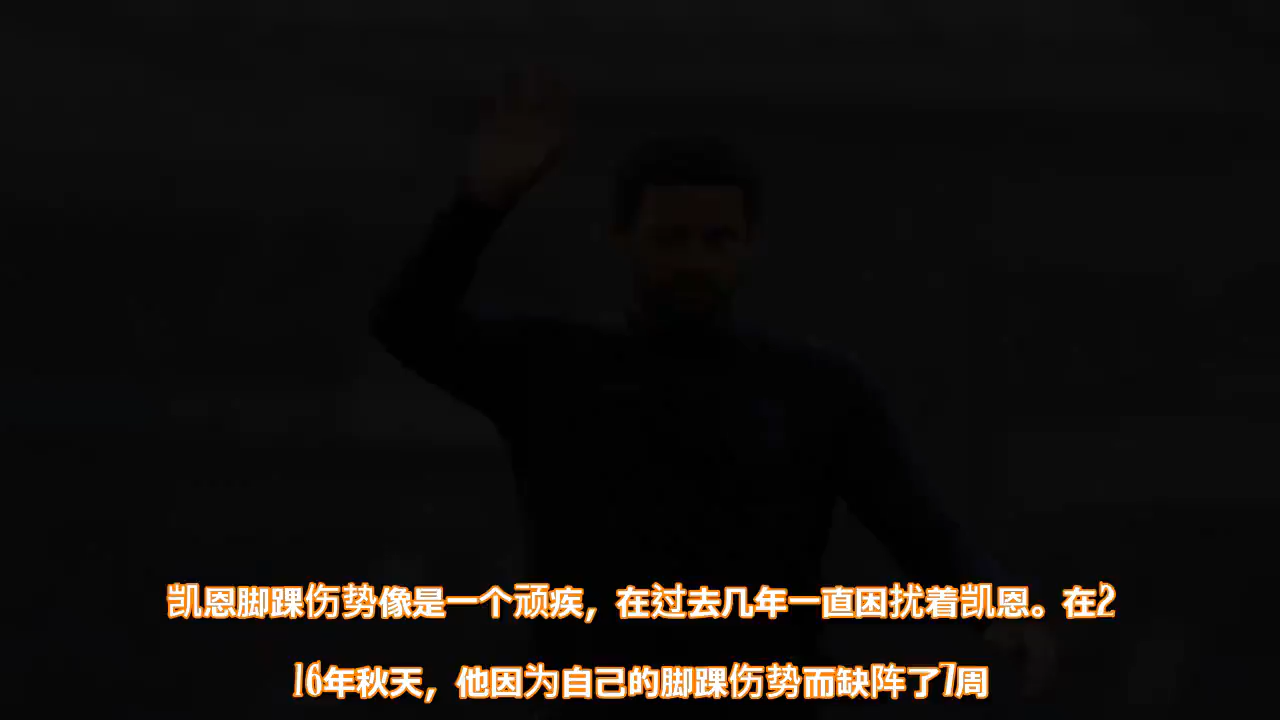 凯恩脚踝伤势像是一个顽疾，在过去几年一直困扰着凯恩。在2
16年秋天，他因为自己的脚踝伤势而缺阵了7周